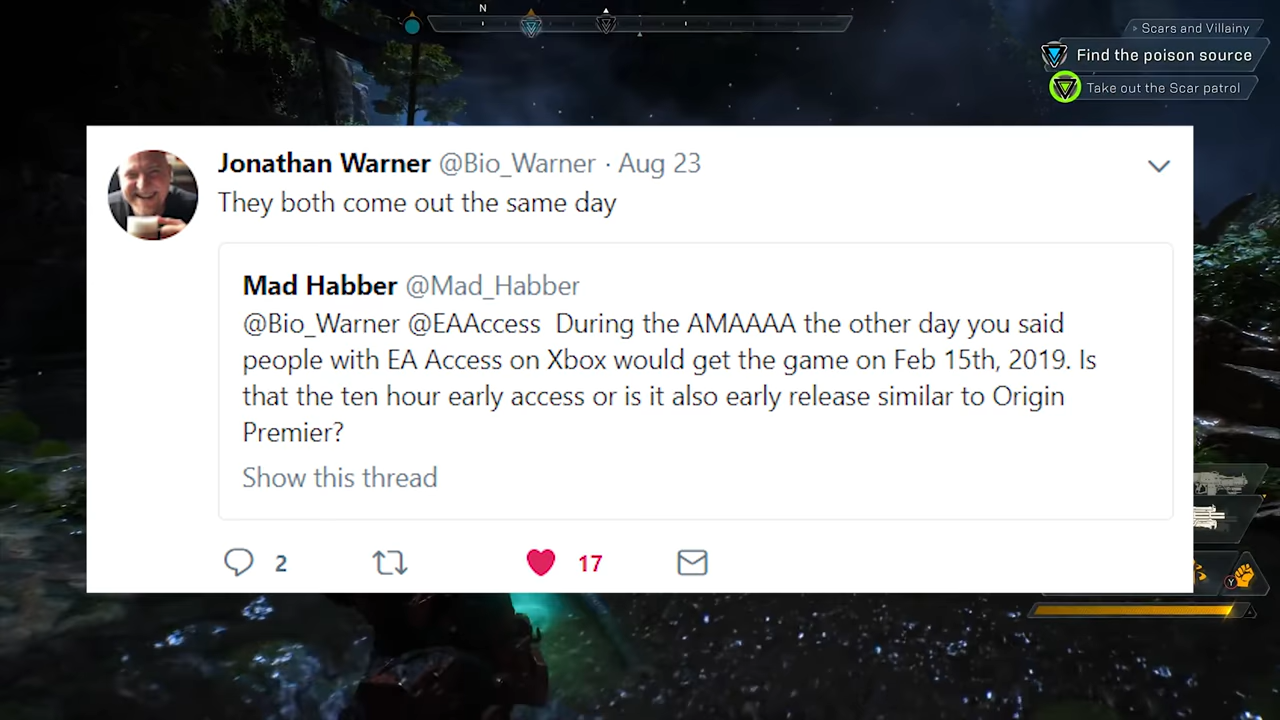 N
Scars and Villainy
Find the poison source
Take out the Scar patrol
Jonathan Warner @Bio_Warner · Aug 23
They both come out the same day
Mad Habber @Mad_Habber
@Bio_Warner @EAAccess During the AMAAAA the other day you said
people with EA Access on Xbox would get the game on Feb 15th, 2019. Is
that the ten hour early access or is it also early release similar to Origin
Premier?
Show this thread
2
17
Y